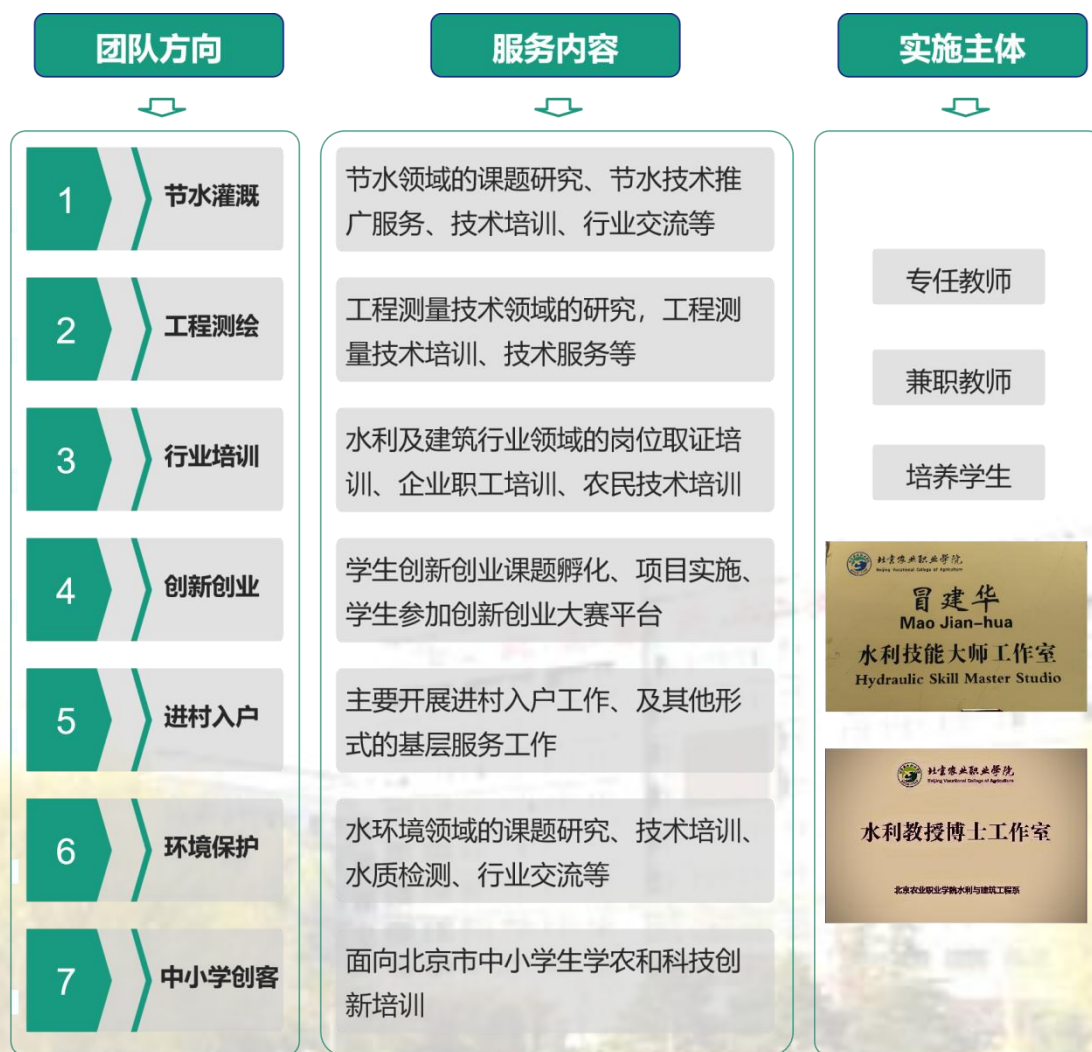 团队方向
服务内容
实施主体
1
节水灌溉
节水领域的课题研究、节水技术推
广服务、技术培训、行业交流等
2
工程测绘
工程测量技术领域的研究，工程测
量技术培训、技术服务等
3
行业培训
水利及建筑行业领域的岗位取证培
训、企业职工培训、农民技术培训
4
创新创业
学生创新创业课题孵化、项目实施、
学生参加创新创业大赛平台
5
进村入户
主要开展进村入户工作、及其他形
式的基层服务工作
6
环境保护
水环境领域的课题研究、技术培训、
水质检测、行业交流等
7
中小学创客
面向北京市中小学生学农和科技创
新培训
专任教师
兼职教师
培养学生
北京农业职业学院
Beijing Vocational College of Agriculture
冒建华
Mao Jian-hua
水利技能大师工作室
Hydraulic Skill Master Studio
北京农业职业学院
Beijing Vocational College of Agriculture
水利教授博士工作室
北京农业职业学院水利与建筑工程系